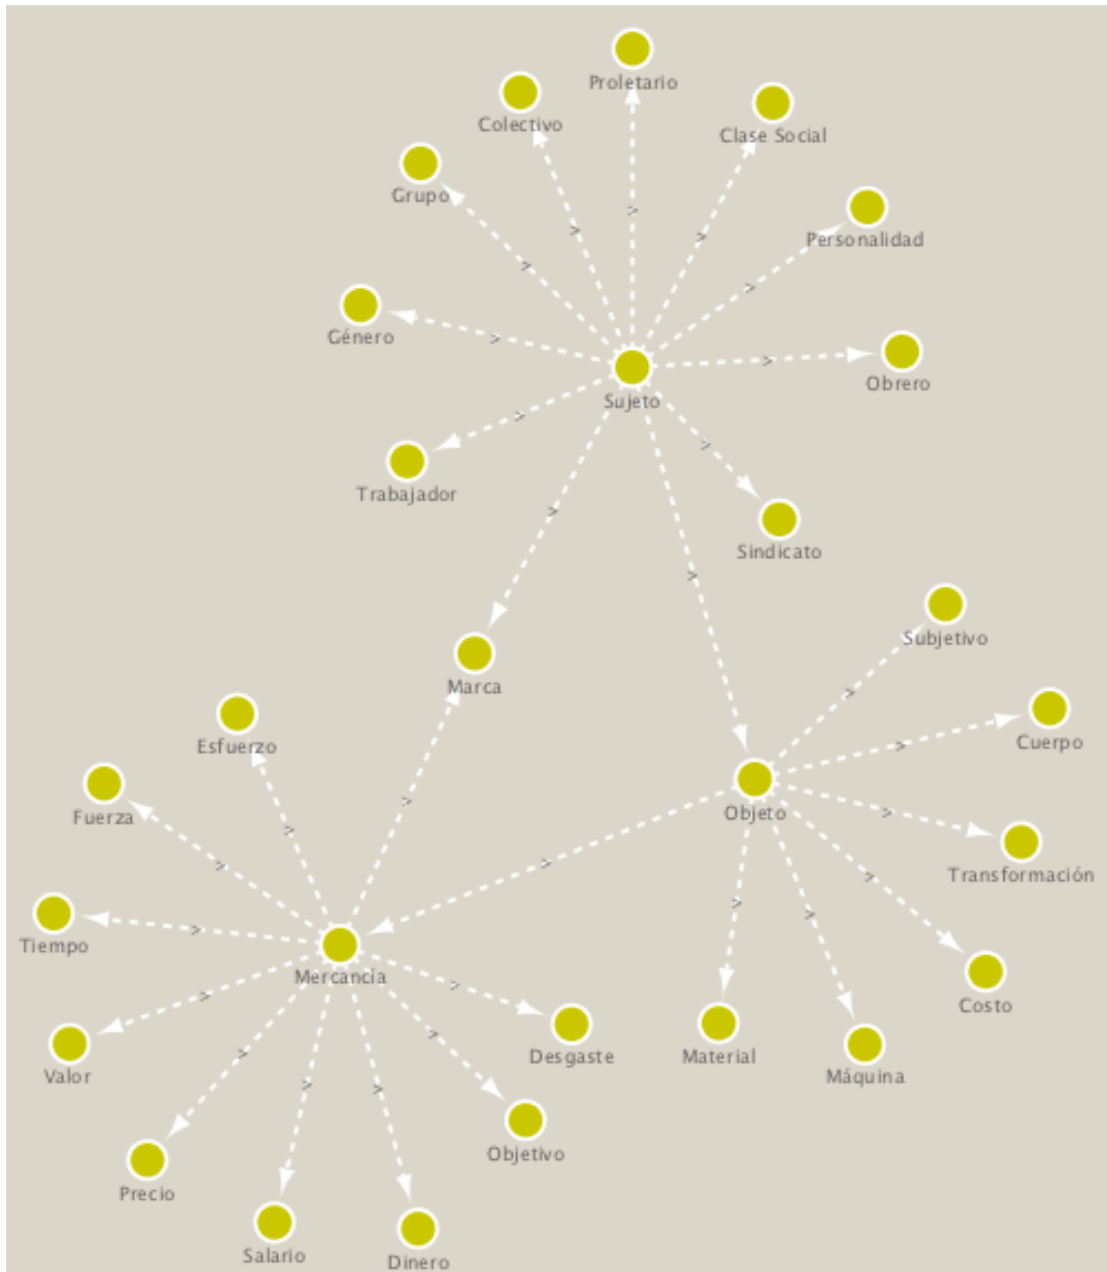 Proletario
Colectivo
Clase Social
Grupo
Personalidad
Género
Obrero
Sujeto
Trabajador
Sindicato
Subjetivo
Marca
Esfuerzo
Cuerpo
Fuerza
Objeto
Transformación
Tiempo
Mercancía
Costo
Valor
Desgaste
Material
Máquina
Objetivo
Precio
Salario
Dinero